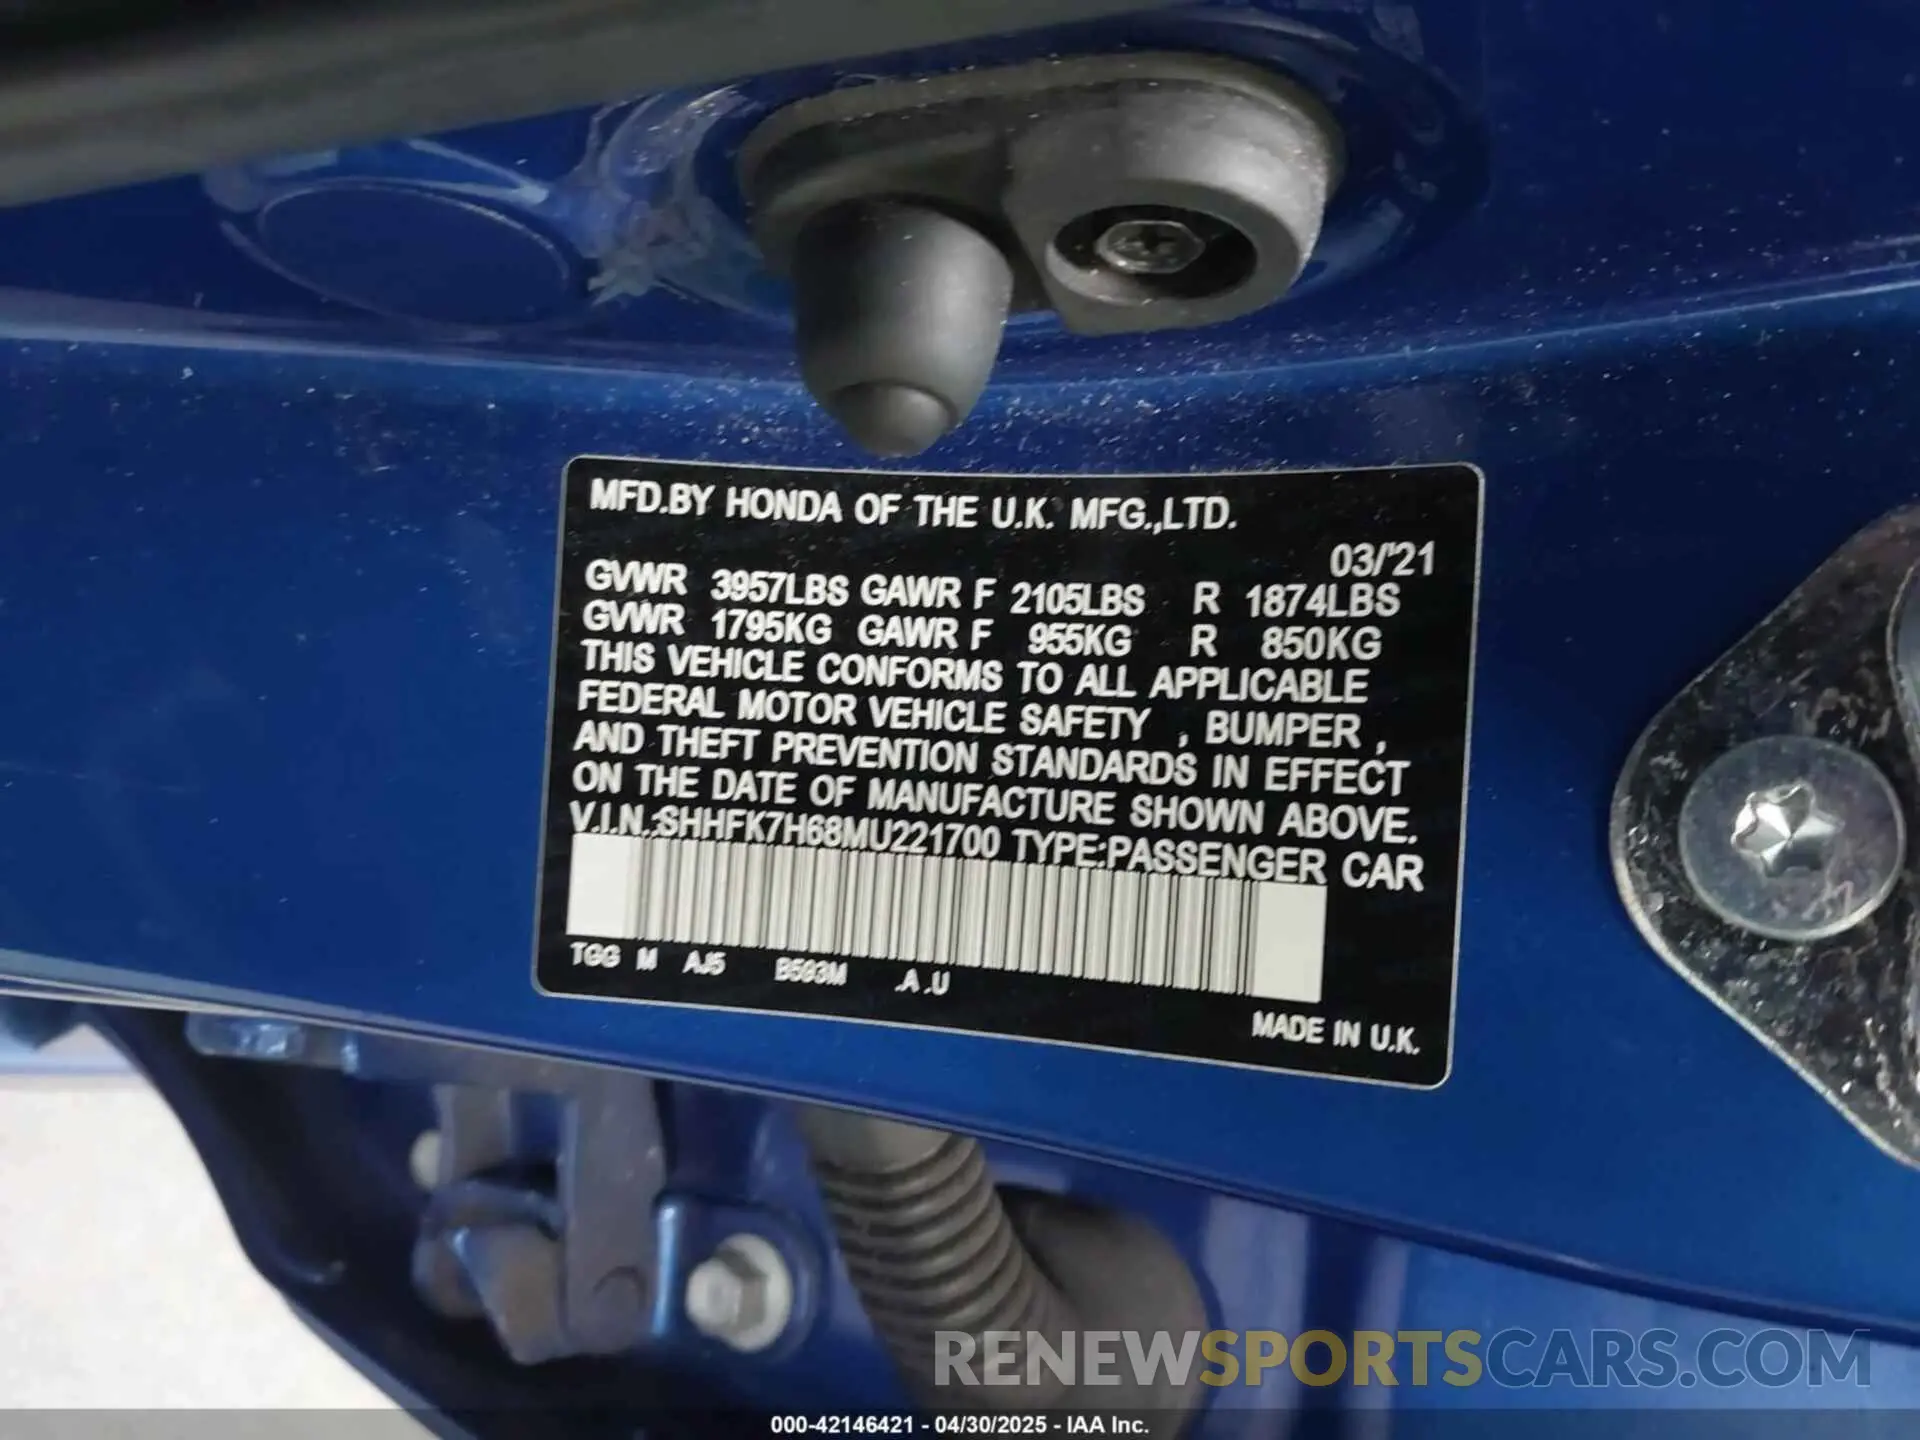 MFD.BY HONDA OF THE U.K. MFG.,LTD.
03/'21
GVWR 3957LBS GAWR F 2105LBS R 1874LBS
GVWR 1795KG GAWR F 955KG R 850KG
THIS VEHICLE CONFORMS TO ALL APPLICABLE
FEDERAL MOTOR VEHICLE SAFETY , BUMPER ,
AND THEFT PREVENTION STANDARDS IN EFFECT
ON THE DATE OF MANUFACTURE SHOWN ABOVE.
V.I.N.:SHHFK7H68MU221700 TYPE:PASSENGER CAR
TGG M AJ5 B593M .A .U
MADE IN U.K.
RENEWSPORTSCARS.COM
000-42146421 - 04/30/2025 - IAA Inc.